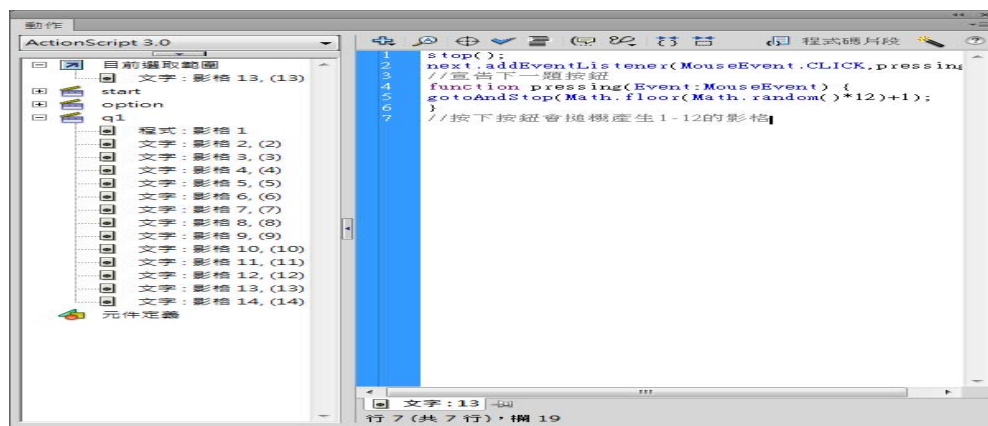 動作
ActionScript 3.0
目前選取範圍
文字：影格 13, (13)
start
option
q1
程式：影格 1
文字：影格 2, (2)
文字：影格 3, (3)
文字：影格 4, (4)
文字：影格 5, (5)
文字：影格 6, (6)
文字：影格 7, (7)
文字：影格 8, (8)
文字：影格 9, (9)
文字：影格 10, (10)
文字：影格 11, (11)
文字：影格 12, (12)
文字：影格 13, (13)
文字：影格 14, (14)
元件定義
程式碼片段
1 stop();
2 next.addEventListener(MouseEvent.CLICK,pressing
3 //宣告下一題按鈕
4 function pressing(Event:MouseEvent) {
5 gotoAndStop(Math.floor(Math.random()*12)+1);
6 }
7 //按下按鈕會隨機產生1-12的影格
文字：13
行 7 (共 7 行)，欄 19